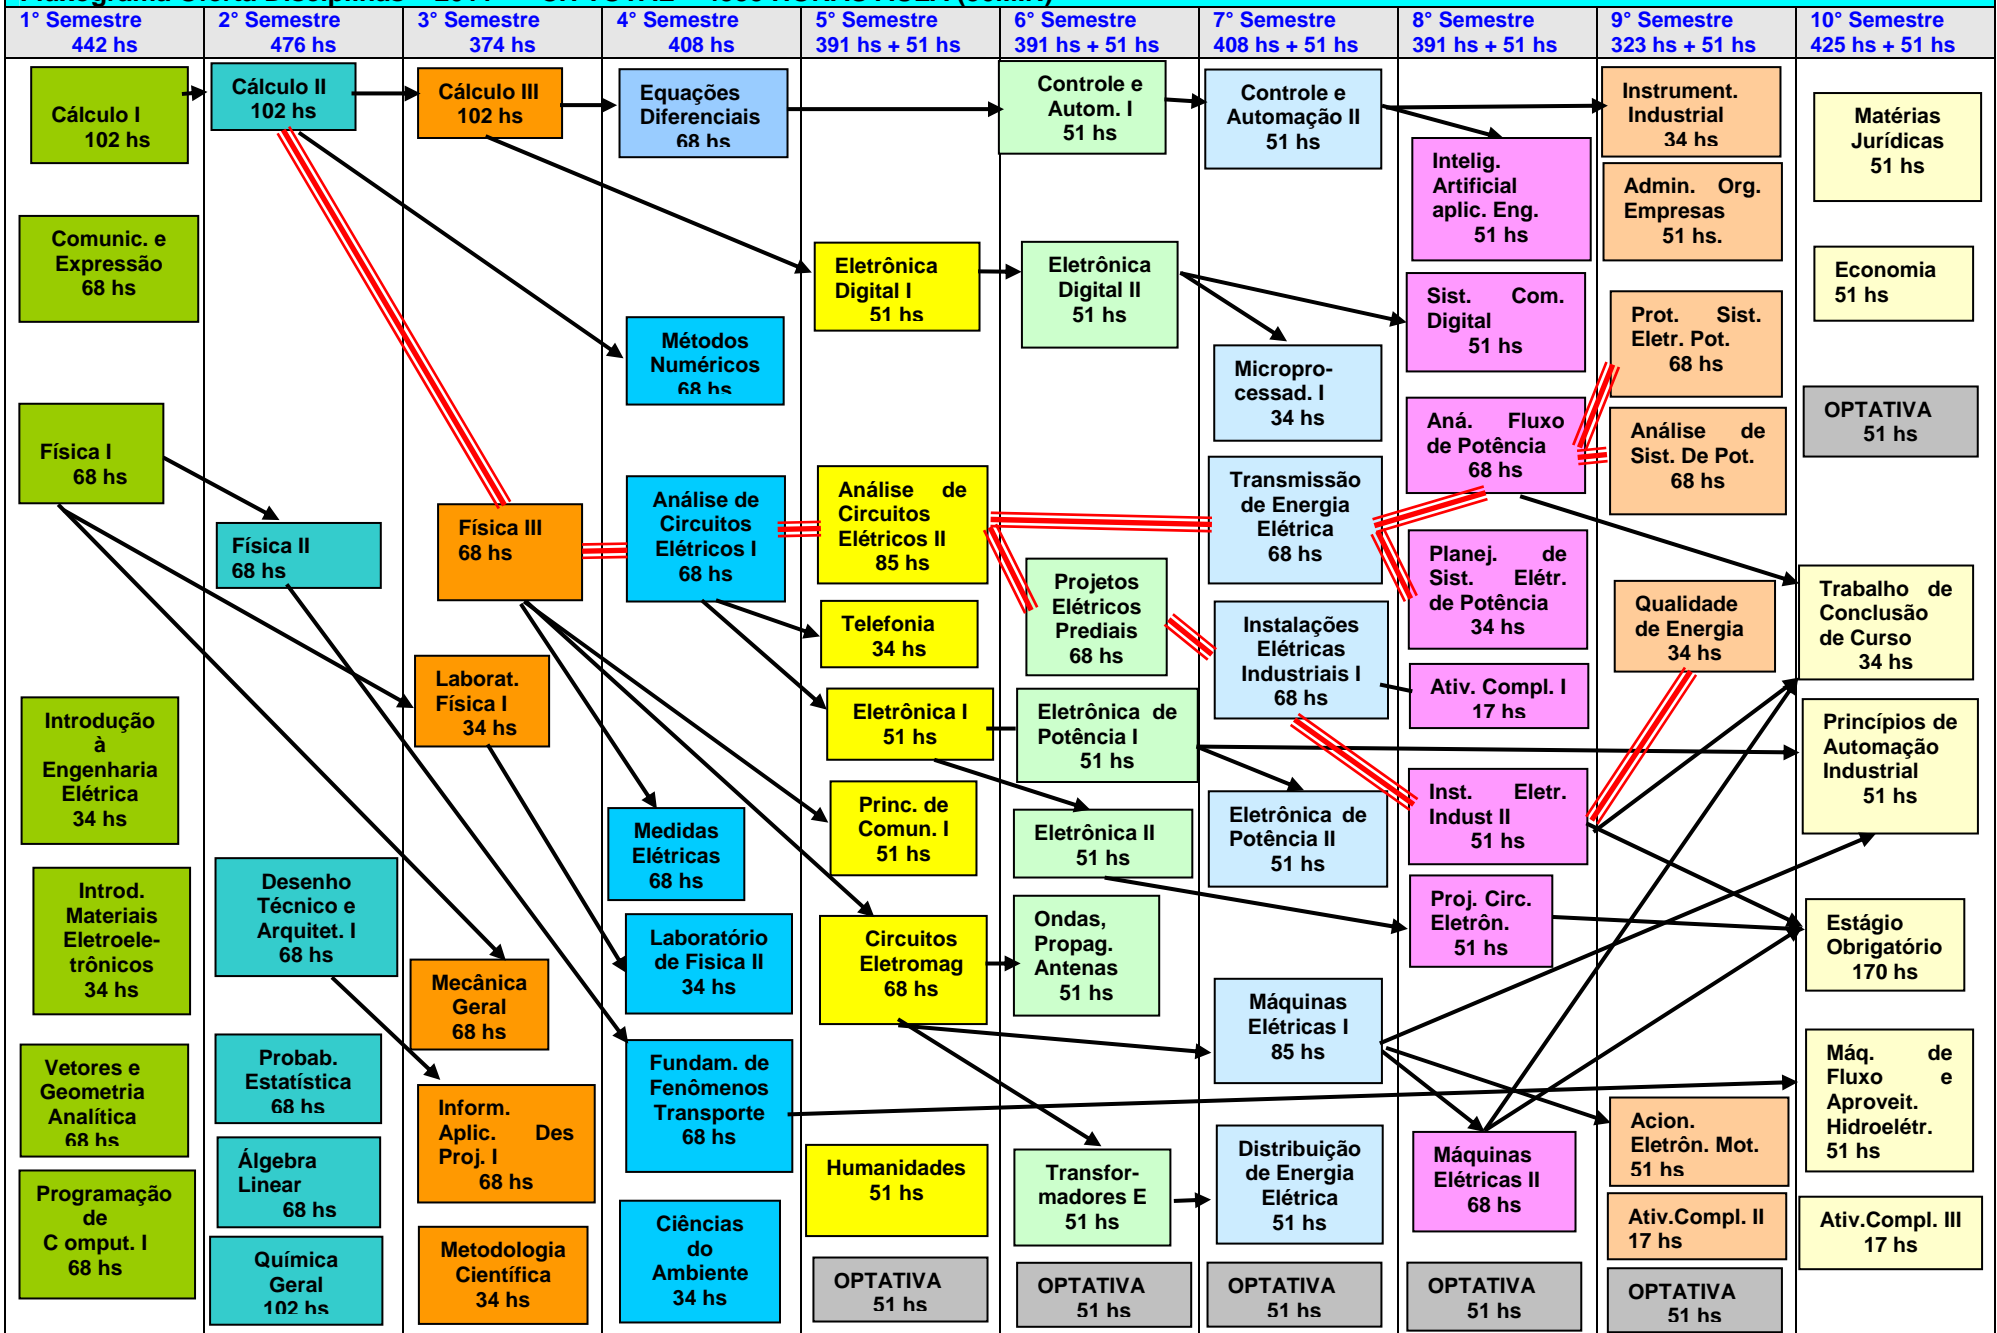 1° Semestre
442 hs
2° Semestre
476 hs
3° Semestre
374 hs
4° Semestre
408 hs
5° Semestre
391 hs + 51 hs
6° Semestre
391 hs + 51 hs
7° Semestre
408 hs + 51 hs
8° Semestre
391 hs + 51 hs
9° Semestre
323 hs + 51 hs
10° Semestre
425 hs + 51 hs
Cálculo I
102 hs
Comunic. e
Expressão
68 hs
Física I
68 hs
Introdução
à
Engenharia
Elétrica
34 hs
Introd.
Materiais
Eletroele-
trônicos
34 hs
Vetores e
Geometria
Analítica
68 hs
Programação
de
C omput. I
68 hs
Cálculo II
102 hs
Física II
68 hs
Desenho
Técnico e
Arquitet. I
68 hs
Probab.
Estatística
68 hs
Álgebra
Linear
68 hs
Química
Geral
102 hs
Cálculo III
102 hs
Física III
68 hs
Laborat.
Física I
34 hs
Mecânica
Geral
68 hs
Inform.
Aplic. Des
Proj. I
68 hs
Metodologia
Científica
34 hs
Equações
Diferenciais
68 hs
Métodos
Numéricos
68 hs
Análise de
Circuitos
Elétricos I
68 hs
Medidas
Elétricas
68 hs
Laboratório
de Fisica II
34 hs
Fundam. de
Fenômenos
Transporte
68 hs
Ciências
do
Ambiente
34 hs
Eletrônica
Digital I
51 hs
Análise de
Circuitos
Elétricos II
85 hs
Telefonia
34 hs
Eletrônica I
51 hs
Princ. de
Comun. I
51 hs
Circuitos
Eletromag
68 hs
Humanidades
51 hs
OPTATIVA
51 hs
Controle e
Autom. I
51 hs
Eletrônica
Digital II
51 hs
Projetos
Elétricos
Prediais
68 hs
Eletrônica de
Potência I
51 hs
Eletrônica II
51 hs
Ondas,
Propag.
Antenas
51 hs
Transfor-
madores E
51 hs
OPTATIVA
51 hs
Controle e
Automação II
51 hs
Micropro-
cessad. I
34 hs
Transmissão
de Energia
Elétrica
68 hs
Instalações
Elétricas
Industriais I
68 hs
Eletrônica de
Potência II
51 hs
Máquinas
Elétricas I
85 hs
Distribuição
de Energia
Elétrica
51 hs
OPTATIVA
51 hs
Intelig.
Artificial
aplic. Eng.
51 hs
Sist. Com.
Digital
51 hs
Aná. Fluxo
de Potência
68 hs
Planej. de
Sist. Elétr.
de Potência
34 hs
Ativ. Compl. I
17 hs
Inst. Eletr.
Indust II
51 hs
Proj. Circ.
Eletrôn.
51 hs
Máquinas
Elétricas II
68 hs
OPTATIVA
51 hs
Instrument.
Industrial
34 hs
Admin. Org.
Empresas
51 hs.
Prot. Sist.
Eletr. Pot.
68 hs
Análise de
Sist. De Pot.
68 hs
Qualidade
de Energia
34 hs
Acion.
Eletrôn. Mot.
51 hs
Ativ.Compl. II
17 hs
OPTATIVA
51 hs
Matérias
Jurídicas
51 hs
Economia
51 hs
OPTATIVA
51 hs
Trabalho de
Conclusão
de Curso
34 hs
Princípios de
Automação
Industrial
51 hs
Estágio
Obrigatório
170 hs
Máq. de
Fluxo e
Aproveit.
Hidroelétr.
51 hs
Ativ.Compl. III
17 hs